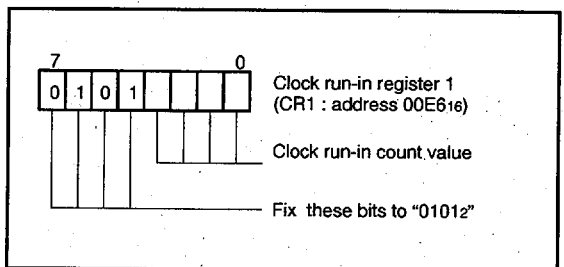 7 0
0 1 0 1
Clock run-in register 1
(CR1 : address 00E6₁₆)
Clock run-in count value
Fix these bits to “0101₂”